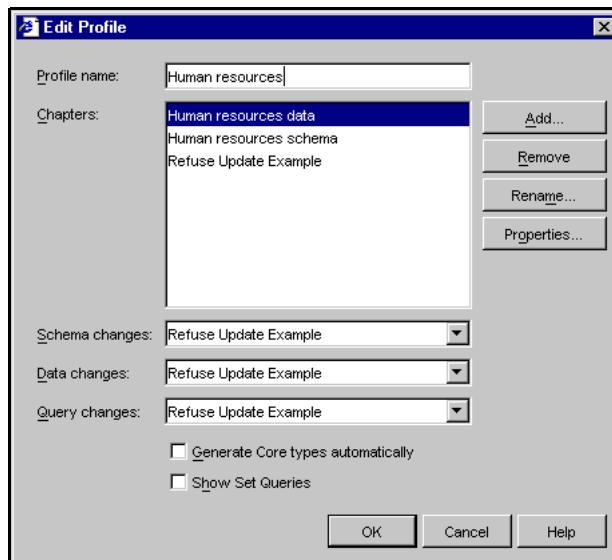 Edit Profile
Profile name: Human resources
Chapters:
Human resources data
Human resources schema
Refuse Update Example
Add...
Remove
Rename...
Properties...
Schema changes: Refuse Update Example
Data changes: Refuse Update Example
Query changes: Refuse Update Example
Generate Core types automatically
Show Set Queries
OK Cancel Help